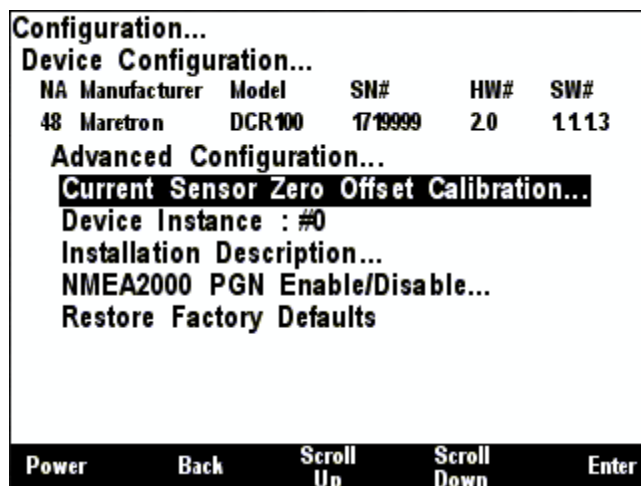 Configuration...
Device Configuration...
NA Manufacturer Model SN# HW# SW#
48 Maretron DCR100 1719999 2.0 1.1.1.3
Advanced Configuration...
Current Sensor Zero Offset Calibration...
Device Instance : #0
Installation Description...
NMEA2000 PGN Enable/Disable...
Restore Factory Defaults
Power Back Scroll Up Scroll Down Enter